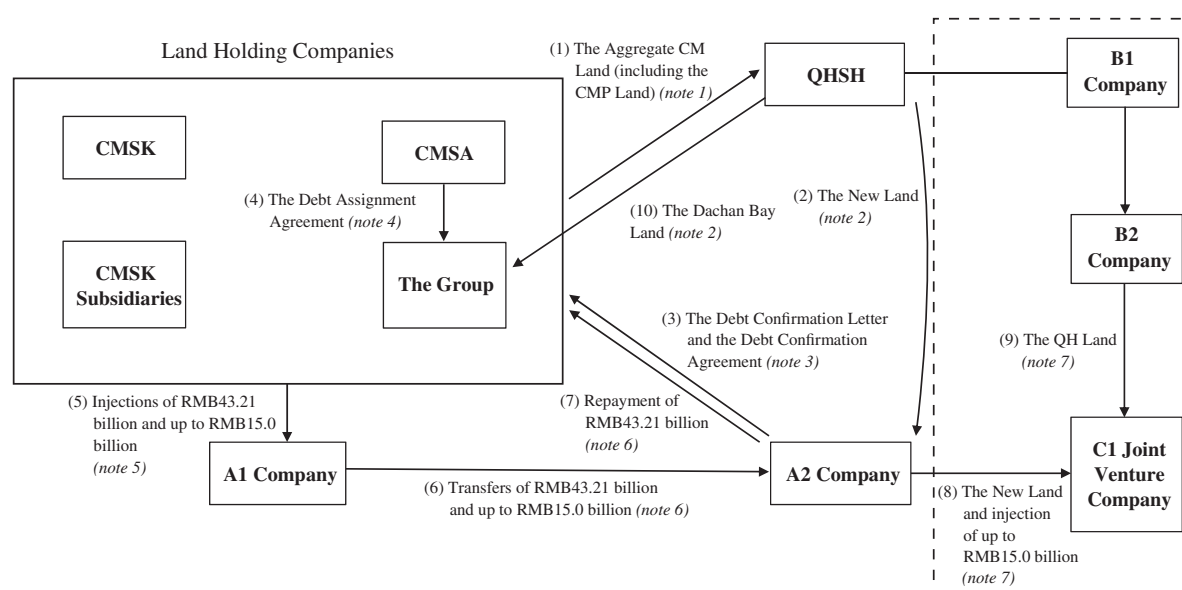 Land Holding Companies
(1) The Aggregate CM
Land (including the
CMP Land) (note 1)
QHSH
B1
Company
CMSK
CMSA
(4) The Debt Assignment
Agreement (note 4)
(10) The Dachan Bay
Land (note 2)
(2) The New Land
(note 2)
B2
Company
CMSK
Subsidiaries
The Group
(3) The Debt Confirmation Letter
and the Debt Confirmation
Agreement (note 3)
(9) The QH Land
(note 7)
(5) Injections of RMB43.21
billion and up to RMB15.0
billion
(note 5)
(7) Repayment of
RMB43.21 billion
(note 6)
A1 Company
A2 Company
C1 Joint
Venture
Company
(6) Transfers of RMB43.21 billion
and up to RMB15.0 billion (note 6)
(8) The New Land
and injection
of up to
RMB15.0 billion
(note 7)